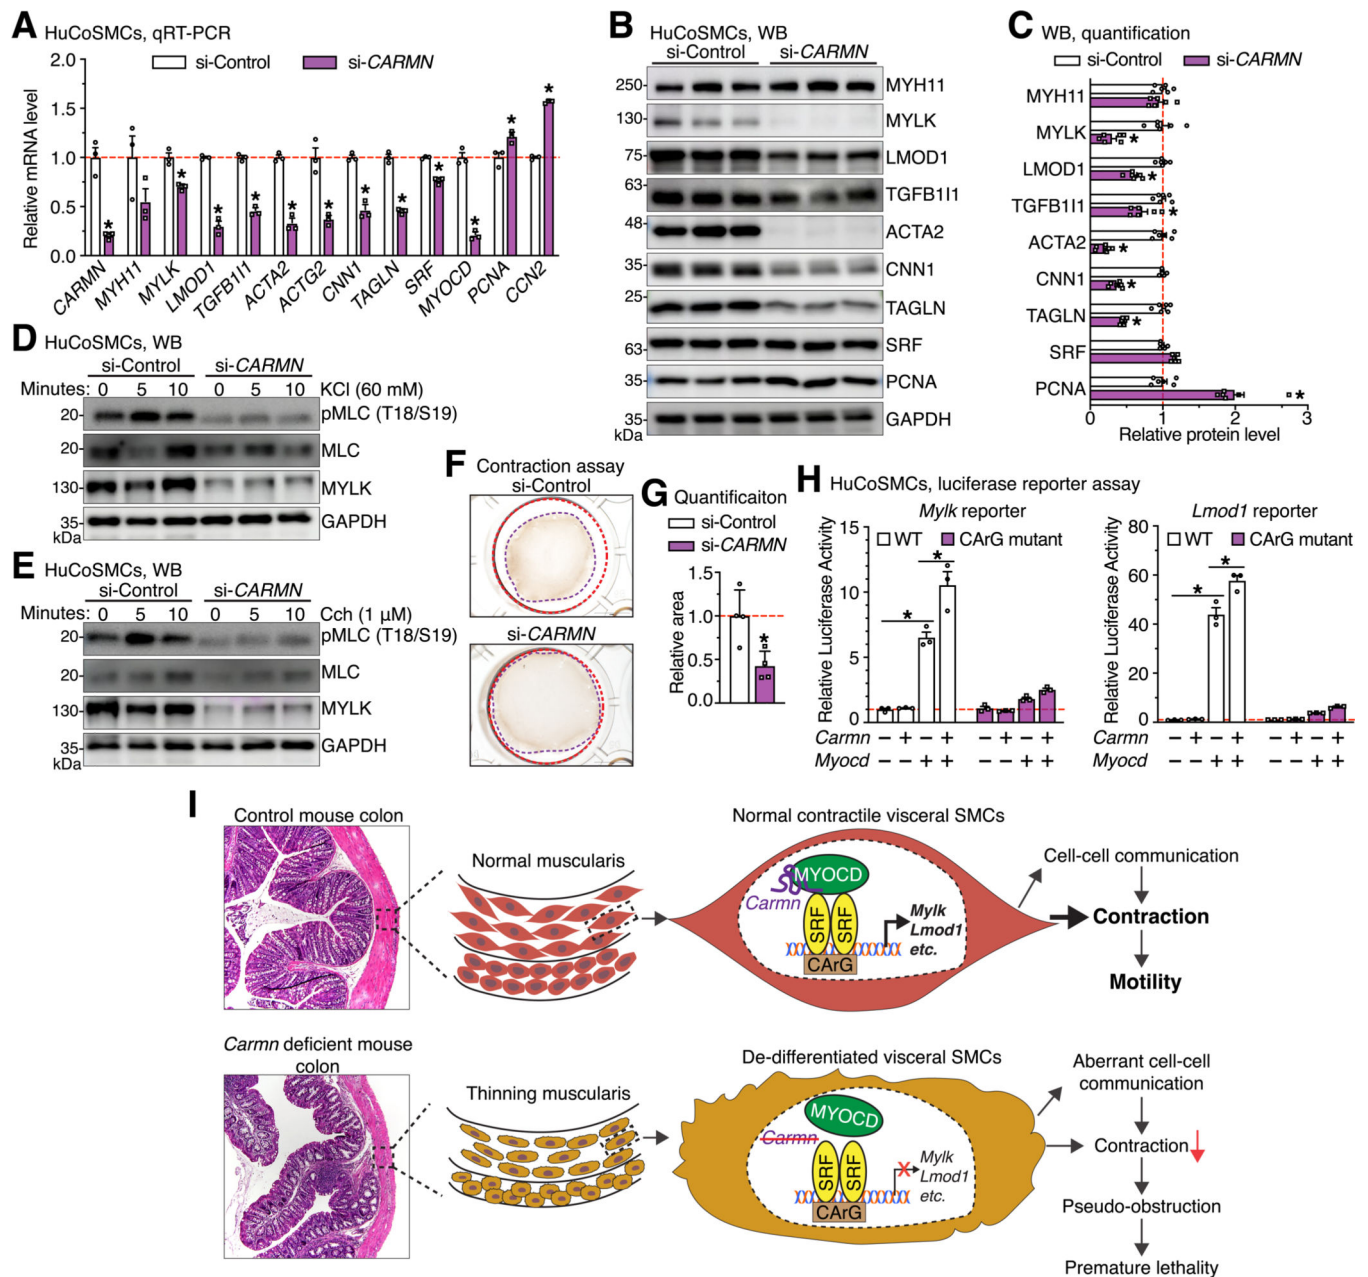 A HuCoSMCs, qRT-PCR
si-Control si-CARMN
Relative mRNA level
2.0
1.5
1.0
0.5
0.0
CARMN MYH11 MYLK LMOD1 TGFB1I1 ACTA2 ACTG2 CNN1 TAGLN SRF MYOCD PCNA CCN2
* * * * * * * * * * * *
B HuCoSMCs, WB
si-Control si-CARMN
250 MYH11
130 MYLK
75 LMOD1
63 TGFB1I1
48 ACTA2
35 CNN1
25 TAGLN
63 SRF
35 PCNA
35 GAPDH
kDa
C WB, quantification
si-Control si-CARMN
MYH11
MYLK *
LMOD1 *
TGFB1I1 *
ACTA2 *
CNN1 *
TAGLN *
SRF
PCNA *
0 1 2 3
Relative protein level
D HuCoSMCs, WB
si-Control si-CARMN
Minutes: 0 5 10 0 5 10 KCl (60 mM)
20 pMLC (T18/S19)
20 MLC
130 MYLK
35 GAPDH
kDa
E HuCoSMCs, WB
si-Control si-CARMN
Minutes: 0 5 10 0 5 10 Cch (1 μM)
20 pMLC (T18/S19)
20 MLC
130 MYLK
35 GAPDH
kDa
F Contraction assay
si-Control
si-CARMN
G Quantificaiton
si-Control
si-CARMN
Relative area
1.5
1.0
0.5
0.0
*
H HuCoSMCs, luciferase reporter assay
Mylk reporter
WT CArG mutant
Relative Luciferase Activity
15
10
5
0
* *
Carmn − + − + − + − +
Myocd − − + + − − + +
Lmod1 reporter
WT CArG mutant
Relative Luciferase Activity
80
60
40
20
0
* *
Carmn − + − + − + − +
Myocd − − + + − − + +
I
Control mouse colon
Normal muscularis
Normal contractile visceral SMCs
MYOCD
Carmn
SRF SRF
CArG
Mylk
Lmod1
etc.
Cell-cell communication
Contraction
Motility
Carmn deficient mouse
colon
Thinning muscularis
De-differentiated visceral SMCs
MYOCD
Carmn
SRF SRF
CArG
X
Mylk
Lmod1
etc.
Aberrant cell-cell
communication
Contraction
Pseudo-obstruction
Premature lethality